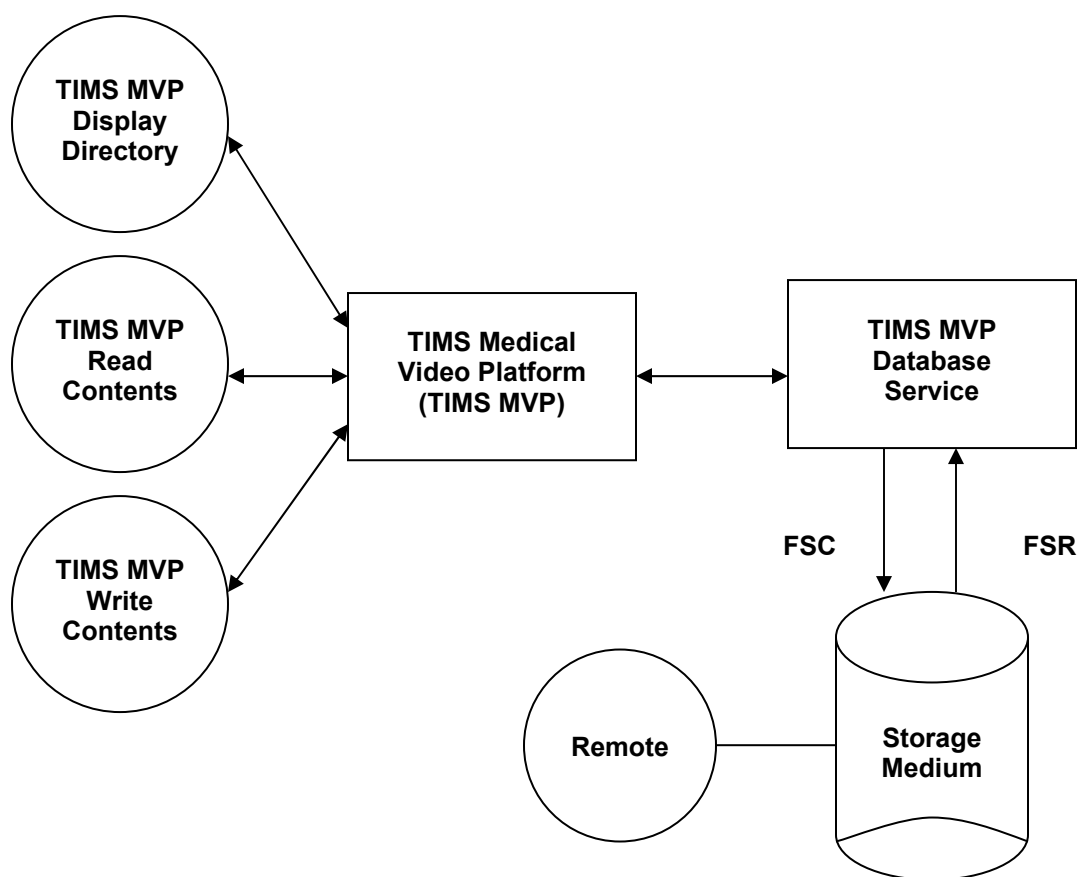 TIMS MVP
Display
Directory
TIMS MVP
Read
Contents
TIMS Medical
Video Platform
(TIMS MVP)
TIMS MVP
Database
Service
TIMS MVP
Write
Contents
FSC
FSR
Remote
Storage
Medium